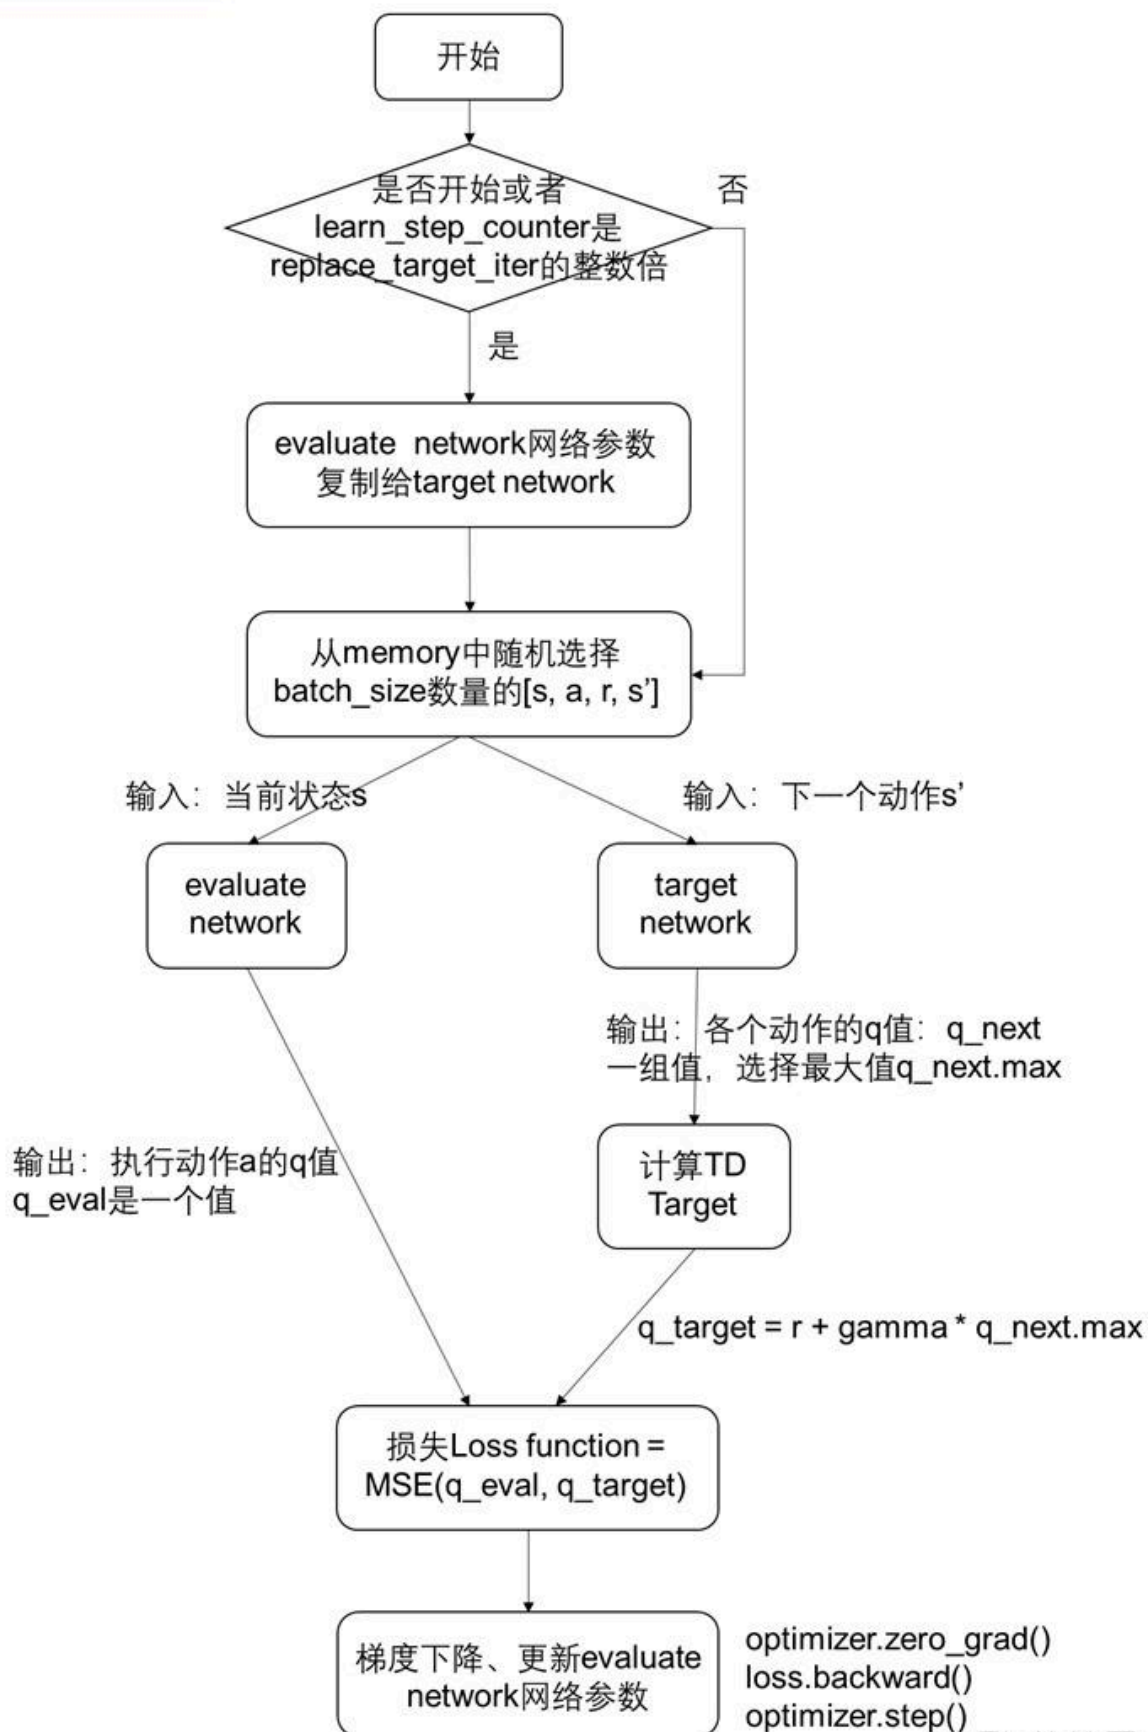 开始
是否开始或者
learn_step_counter是
replace_target_iter的整数倍
否
是
evaluate network网络参数
复制给target network
从memory中随机选择
batch_size数量的[s, a, r, s’]
输入：当前状态s
输入：下一个动作s’
evaluate
network
target
network
输出：各个动作的q值：q_next
一组值，选择最大值q_next.max
输出：执行动作a的q值
q_eval是一个值
计算TD
Target
q_target = r + gamma * q_next.max
损失Loss function =
MSE(q_eval, q_target)
梯度下降、更新evaluate
network网络参数
optimizer.zero_grad()
loss.backward()
optimizer.step()